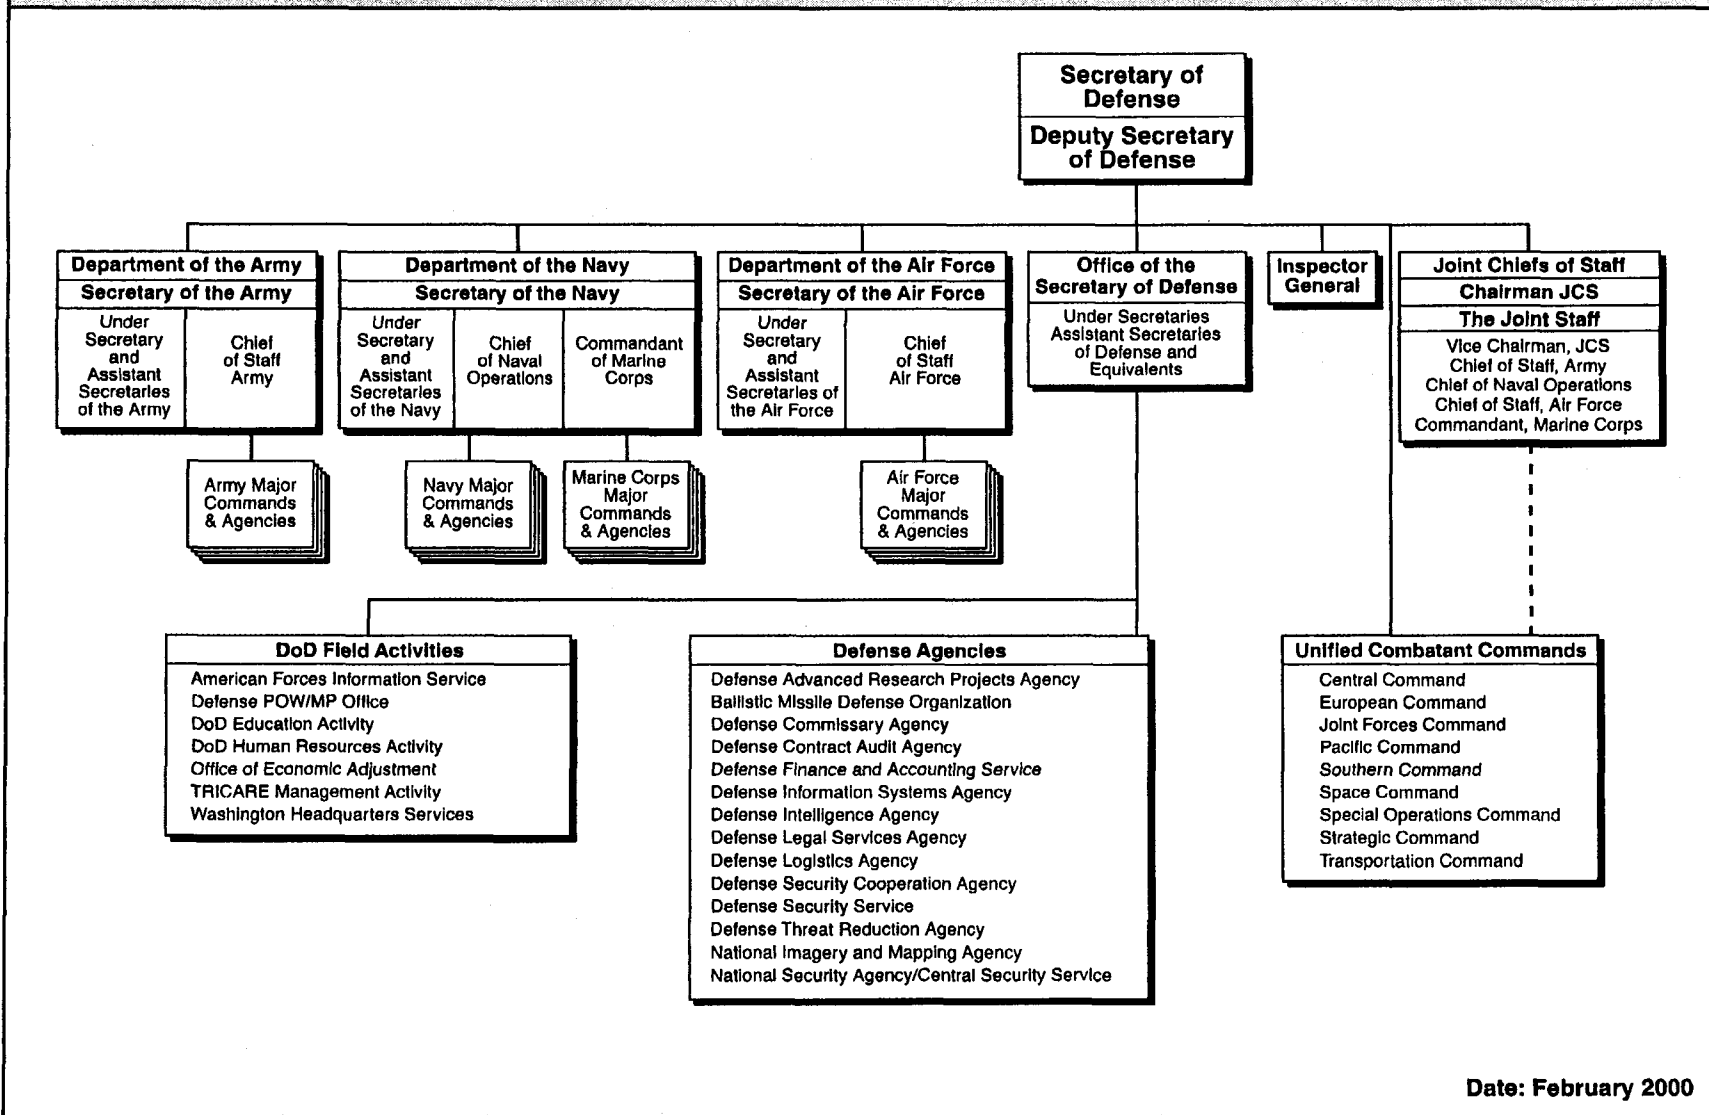 Secretary of
Defense
Deputy Secretary
of Defense
Department of the Army
Secretary of the Army
Under
Secretary
and
Assistant
Secretaries
of the Army
Chief
of Staff
Army
Army Major
Commands
& Agencies
Department of the Navy
Secretary of the Navy
Under
Secretary
and
Assistant
Secretaries
of the Navy
Chief
of Naval
Operations
Commandant
of Marine
Corps
Navy Major
Commands
& Agencies
Marine Corps
Major
Commands
& Agencies
Department of the Air Force
Secretary of the Air Force
Under
Secretary
and
Assistant
Secretaries of
the Air Force
Chief
of Staff
Air Force
Air Force
Major
Commands
& Agencies
Office of the
Secretary of Defense
Under Secretaries
Assistant Secretaries
of Defense and
Equivalents
Inspector
General
Joint Chiefs of Staff
Chairman JCS
The Joint Staff
Vice Chairman, JCS
Chief of Staff, Army
Chief of Naval Operations
Chief of Staff, Air Force
Commandant, Marine Corps
DoD Field Activities
American Forces Information Service
Defense POW/MP Office
DoD Education Activity
DoD Human Resources Activity
Office of Economic Adjustment
TRICARE Management Activity
Washington Headquarters Services
Defense Agencies
Defense Advanced Research Projects Agency
Ballistic Missile Defense Organization
Defense Commissary Agency
Defense Contract Audit Agency
Defense Finance and Accounting Service
Defense Information Systems Agency
Defense Intelligence Agency
Defense Legal Services Agency
Defense Logistics Agency
Defense Security Cooperation Agency
Defense Security Service
Defense Threat Reduction Agency
National Imagery and Mapping Agency
National Security Agency/Central Security Service
Unified Combatant Commands
Central Command
European Command
Joint Forces Command
Pacific Command
Southern Command
Space Command
Special Operations Command
Strategic Command
Transportation Command
Date: February 2000